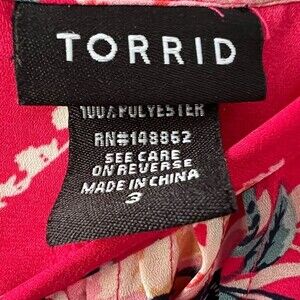 TORRID
100% POLYESTER
RN#148862
SEE CARE
ON REVERSE
MADE IN CHINA
3